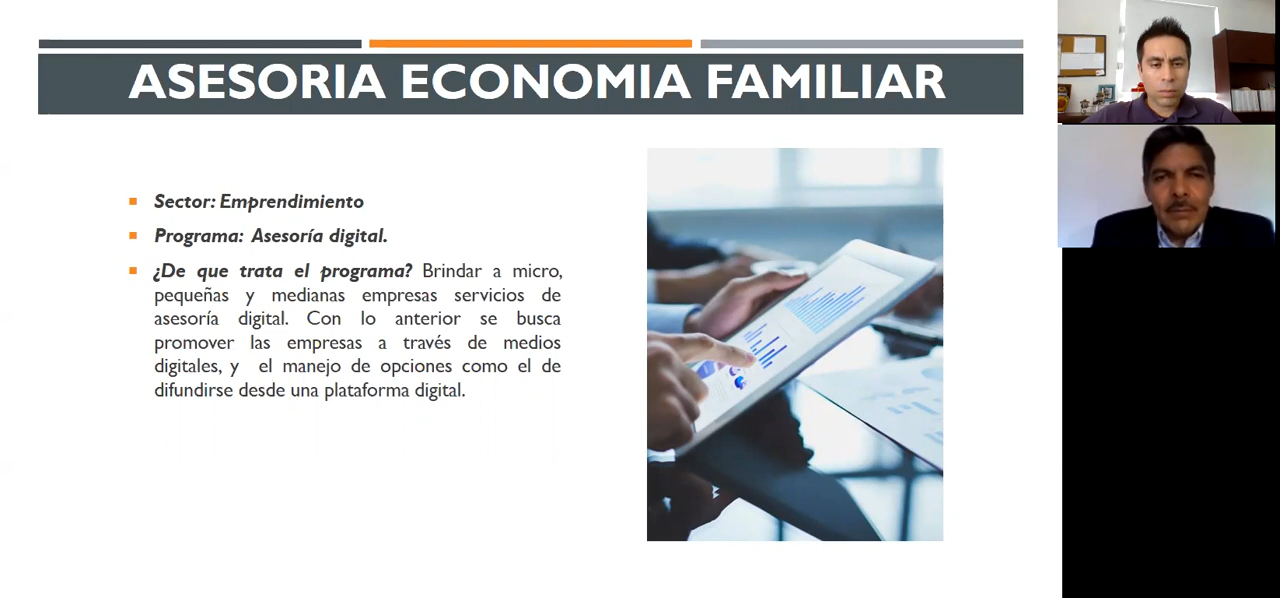 ASESORIA ECONOMIA FAMILIAR
Sector: Emprendimiento
Programa: Asesoría digital.
¿De que trata el programa? Brindar a micro,
pequeñas y medianas empresas servicios de
asesoría digital. Con lo anterior se busca
promover las empresas a través de medios
digitales, y el manejo de opciones como el de
difundirse desde una plataforma digital.